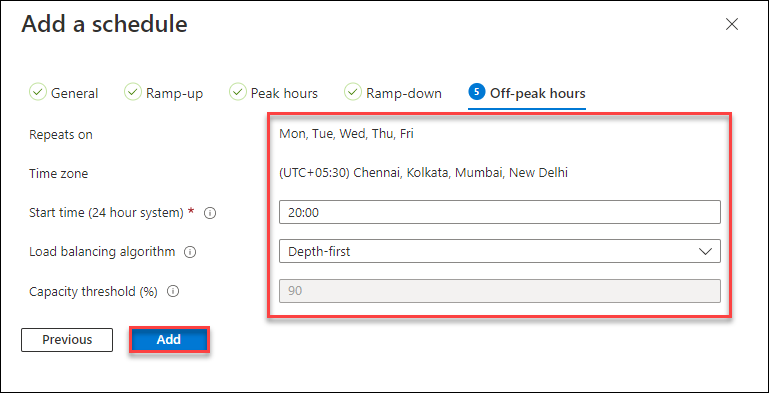 Add a schedule
General Ramp-up Peak hours Ramp-down 5 Off-peak hours
Repeats on Mon, Tue, Wed, Thu, Fri
Time zone (UTC+05:30) Chennai, Kolkata, Mumbai, New Delhi
Start time (24 hour system) * 20:00
Load balancing algorithm Depth-first
Capacity threshold (%) 90
Previous Add